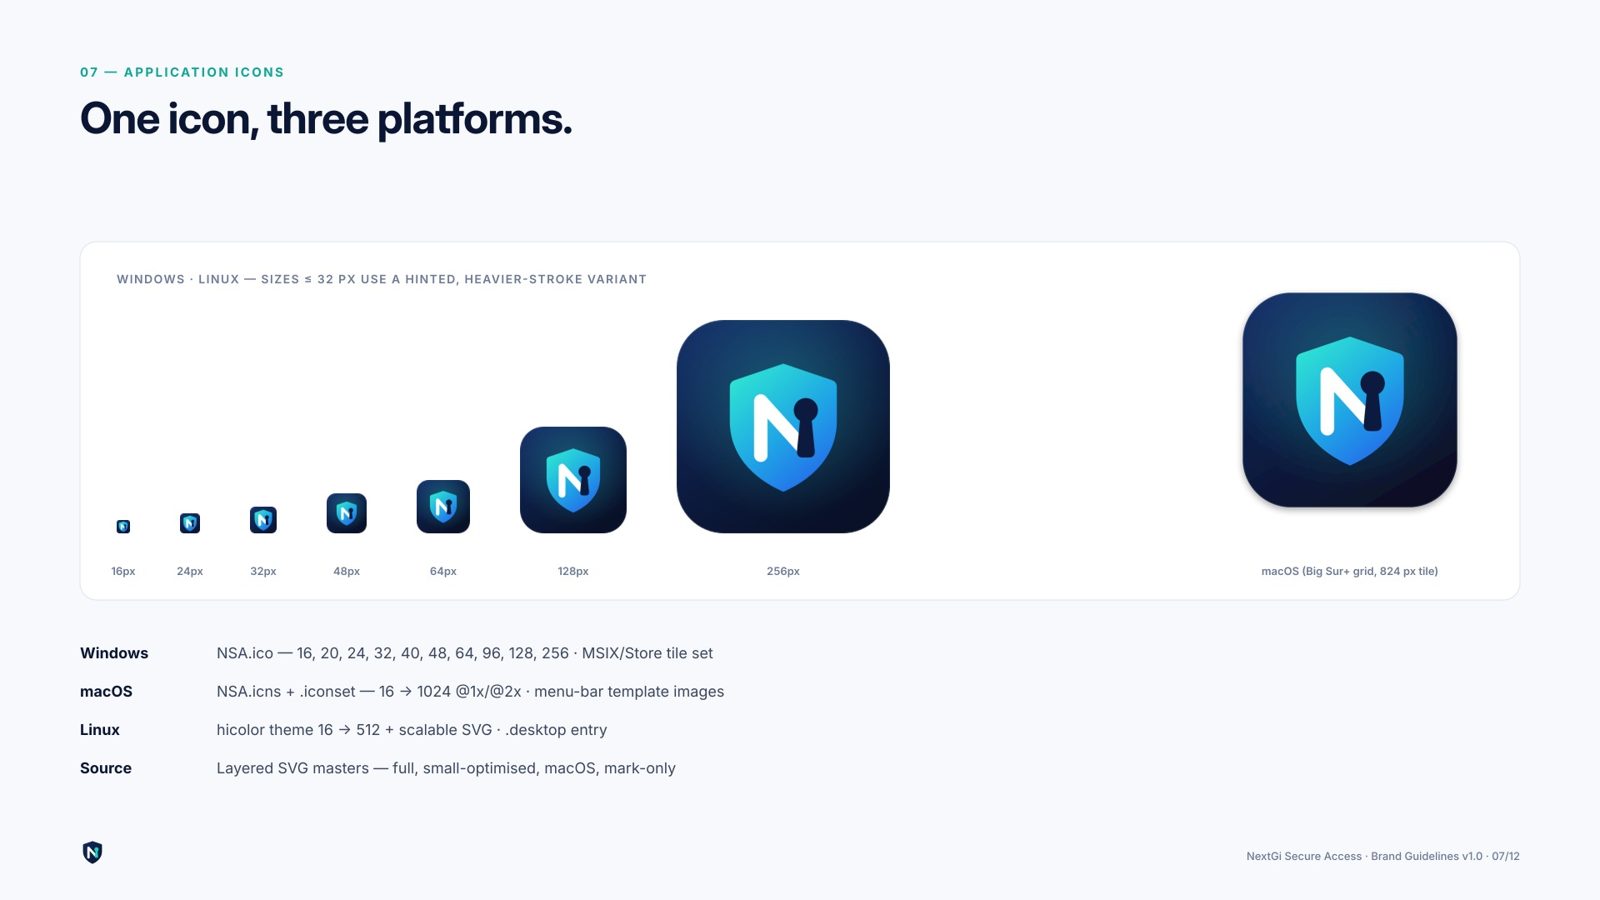 07 — APPLICATION ICONS
One icon, three platforms.
WINDOWS · LINUX — SIZES ≤ 32 PX USE A HINTED, HEAVIER-STROKE VARIANT
16px
24px
32px
48px
64px
128px
256px
macOS (Big Sur+ grid, 824 px tile)
Windows NSA.ico — 16, 20, 24, 32, 40, 48, 64, 96, 128, 256 · MSIX/Store tile set
macOS NSA.icns + .iconset — 16 → 1024 @1x/@2x · menu-bar template images
Linux hicolor theme 16 → 512 + scalable SVG · .desktop entry
Source Layered SVG masters — full, small-optimised, macOS, mark-only
NextGi Secure Access · Brand Guidelines v1.0 · 07/12